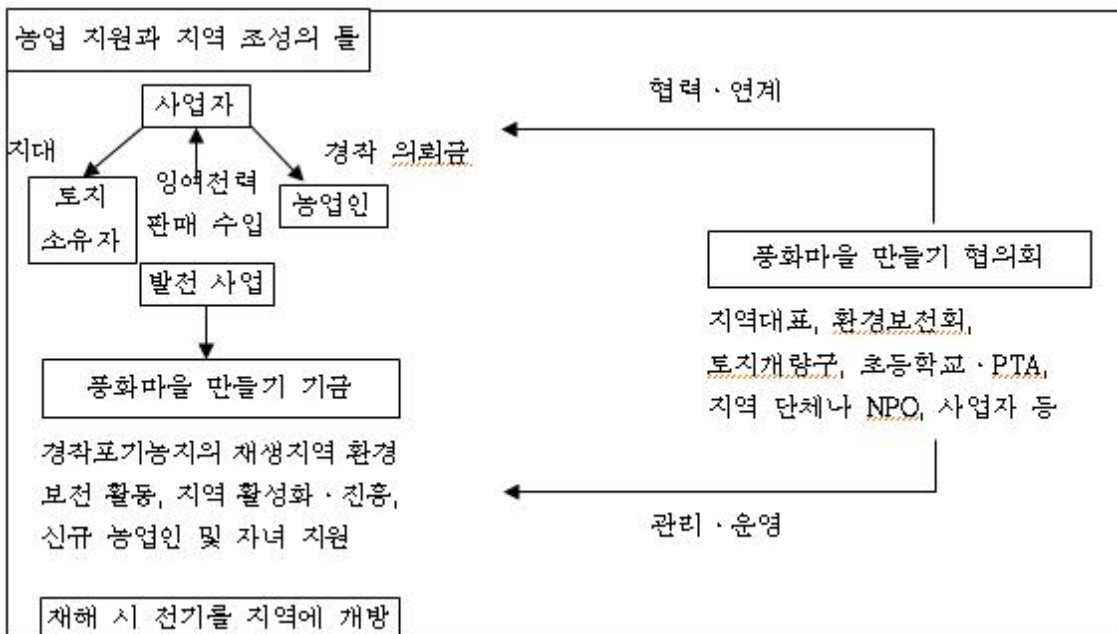 농업 지원과 지역 조성의 틀
사업자
협력 · 연계
지대
경작 의뢰금
토지
소유자
잉여전력
판매 수입
농업인
발전 사업
풍화마을 만들기 협의회
지역대표, 환경보전회,
토지개량구, 초등학교 · PTA,
지역 단체나 NPO, 사업자 등
풍화마을 만들기 기금
경작포기농지의 재생지역 환경
보전 활동, 지역 활성화 · 진흥,
신규 농업인 및 자녀 지원
관리 · 운영
재해 시 전기를 지역에 개방